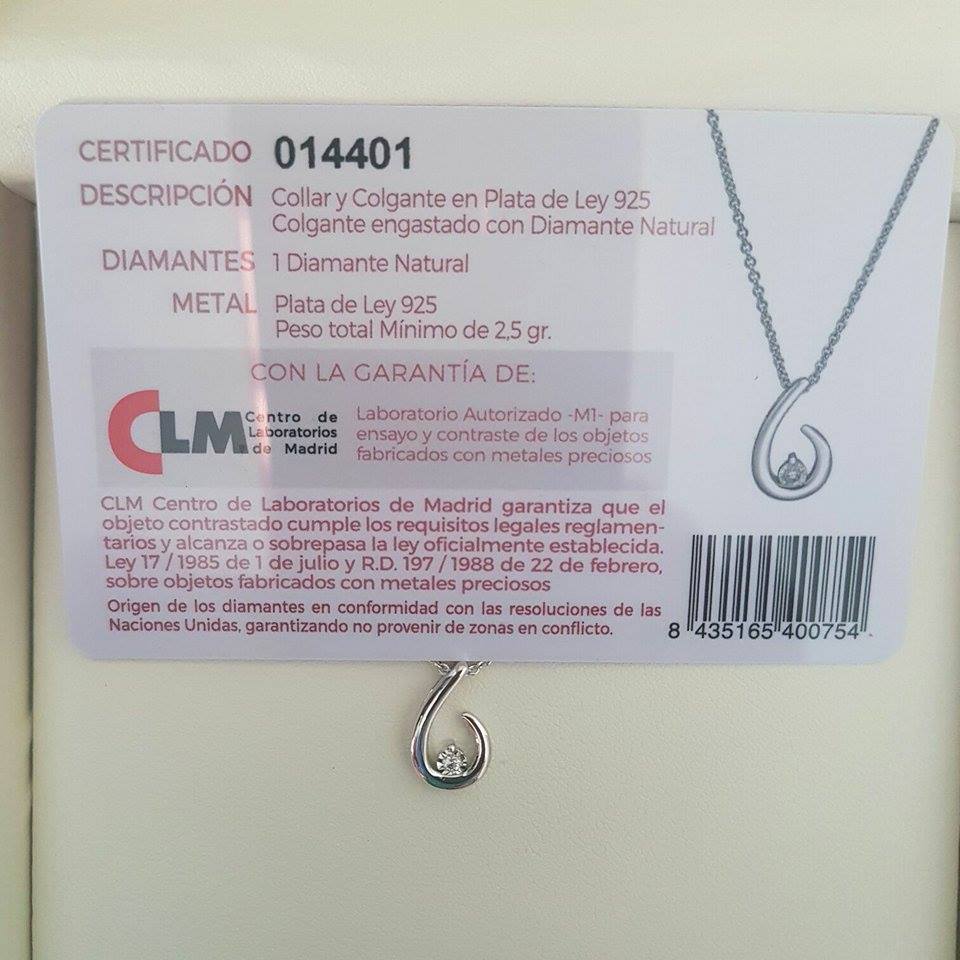 CERTIFICADO 014401
DESCRIPCIÓN Collar y Colgante en Plata de Ley 925
Colgante engastado con Diamante Natural
DIAMANTES 1 Diamante Natural
METAL Plata de Ley 925
Peso total Mínimo de 2,5 gr.
CON LA GARANTÍA DE:
CLM Centro de
Laboratorios
de Madrid
Laboratorio Autorizado -M1- para
ensayo y contraste de los objetos
fabricados con metales preciosos
CLM Centro de Laboratorios de Madrid garantiza que el
objeto contrastado cumple los requisitos legales reglamen-
tarios y alcanza o sobrepasa la ley oficialmente establecida.
Ley 17 / 1985 de 1 de julio y R.D. 197 / 1988 de 22 de febrero,
sobre objetos fabricados con metales preciosos
Origen de los diamantes en conformidad con las resoluciones de las
Naciones Unidas, garantizando no provenir de zonas en conflicto.
8 435165 400754